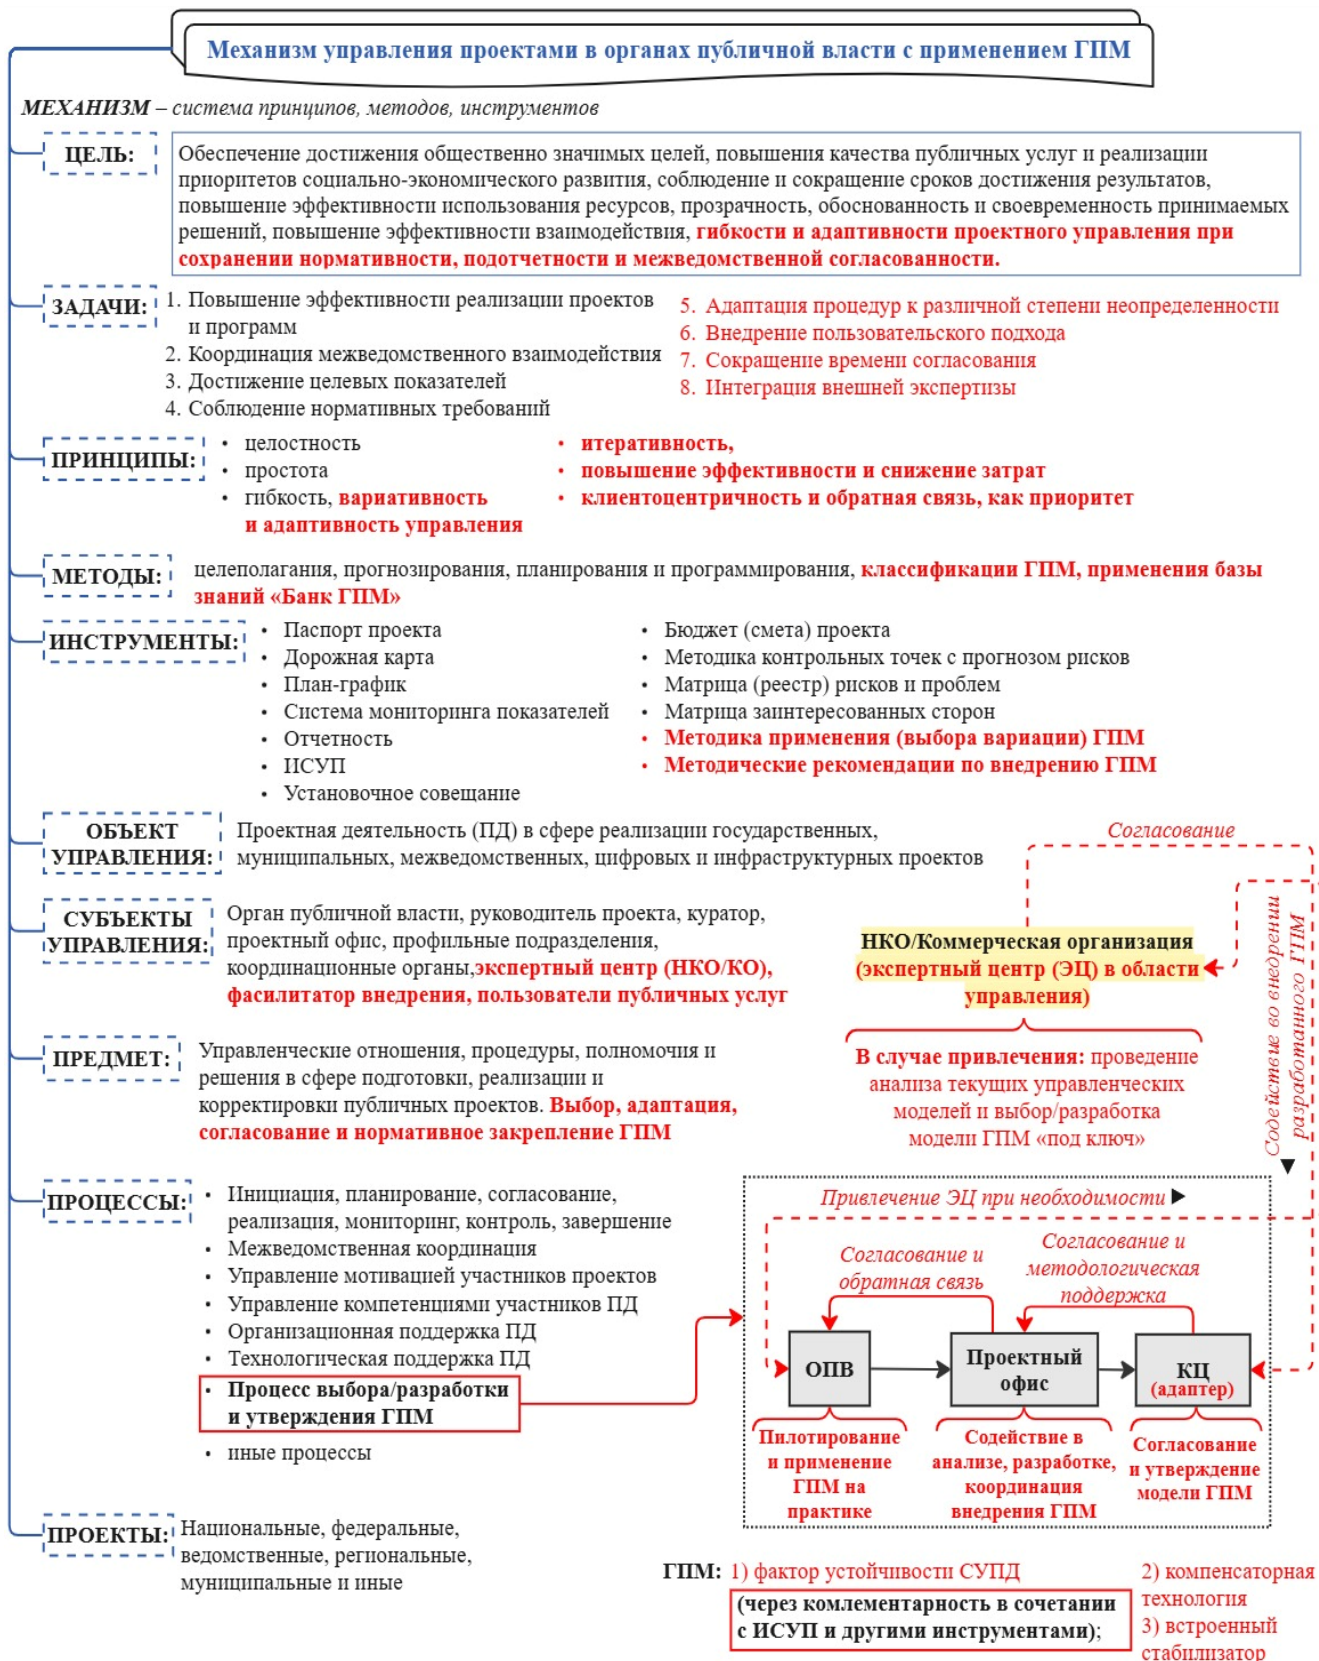 Механизм управления проектами в органах публичной власти с применением ГПМ
МЕХАНИЗМ – система принципов, методов, инструментов
ЦЕЛЬ:
Обеспечение достижения общественно значимых целей, повышения качества публичных услуг и реализации
приоритетов социально-экономического развития, соблюдение и сокращение сроков достижения результатов,
повышение эффективности использования ресурсов, прозрачность, обоснованность и своевременность принимаемых
решений, повышение эффективности взаимодействия, гибкости и адаптивности проектного управления при
сохранении нормативности, подотчетности и межведомственной согласованности.
ЗАДАЧИ:
1. Повышение эффективности реализации проектов
и программ
2. Координация межведомственного взаимодействия
3. Достижение целевых показателей
4. Соблюдение нормативных требований
5. Адаптация процедур к различной степени неопределенности
6. Внедрение пользовательского подхода
7. Сокращение времени согласования
8. Интеграция внешней экспертизы
ПРИНЦИПЫ:
• целостность
• простота
• гибкость, вариативность
и адаптивность управления
• итеративность,
• повышение эффективности и снижение затрат
• клиентоцентричность и обратная связь, как приоритет
МЕТОДЫ:
целеполагания, прогнозирования, планирования и программирования, классификации ГПМ, применения базы
знаний «Банк ГПМ»
ИНСТРУМЕНТЫ:
• Паспорт проекта
• Дорожная карта
• План-график
• Система мониторинга показателей
• Отчетность
• ИСУП
• Установочное совещание
• Бюджет (смета) проекта
• Методика контрольных точек с прогнозом рисков
• Матрица (реестр) рисков и проблем
• Матрица заинтересованных сторон
• Методика применения (выбора вариации) ГПМ
• Методические рекомендации по внедрению ГПМ
ОБЪЕКТ
УПРАВЛЕНИЯ:
Проектная деятельность (ПД) в сфере реализации государственных,
муниципальных, межведомственных, цифровых и инфраструктурных проектов
СУБЪЕКТЫ
УПРАВЛЕНИЯ:
Орган публичной власти, руководитель проекта, куратор,
проектный офис, профильные подразделения,
координационные органы,экспертный центр (НКО/КО),
фасилитатор внедрения, пользователи публичных услуг
Согласование
НКО/Коммерческая организация
(экспертный центр (ЭЦ) в области
управления)
Содействие во внедрении
разработанного ГПМ
В случае привлечения: проведение
анализа текущих управленческих
моделей и выбор/разработка
модели ГПМ «под ключ»
ПРЕДМЕТ:
Управленческие отношения, процедуры, полномочия и
решения в сфере подготовки, реализации и
корректировки публичных проектов. Выбор, адаптация,
согласование и нормативное закрепление ГПМ
ПРОЦЕССЫ:
• Инициация, планирование, согласование,
реализация, мониторинг, контроль, завершение
• Межведомственная координация
• Управление мотивацией участников проектов
• Управление компетенциями участников ПД
• Организационная поддержка ПД
• Технологическая поддержка ПД
• Процесс выбора/разработки
и утверждения ГПМ
• иные процессы
Привлечение ЭЦ при необходимости
Согласование и
обратная связь
Согласование и
методологическая
поддержка
ОПВ
Проектный
офис
КЦ
(адаптер)
Пилотирование
и применение
ГПМ на
практике
Содействие в
анализе, разработке,
координация
внедрения ГПМ
Согласование
и утверждение
модели ГПМ
ПРОЕКТЫ:
Национальные, федеральные,
ведомственные, региональные,
муниципальные и иные
ГПМ: 1) фактор устойчивости СУПД
(через комлементарность в сочетании
с ИСУП и другими инструментами);
2) компенсаторная
технология
3) встроенный
стабилизатор